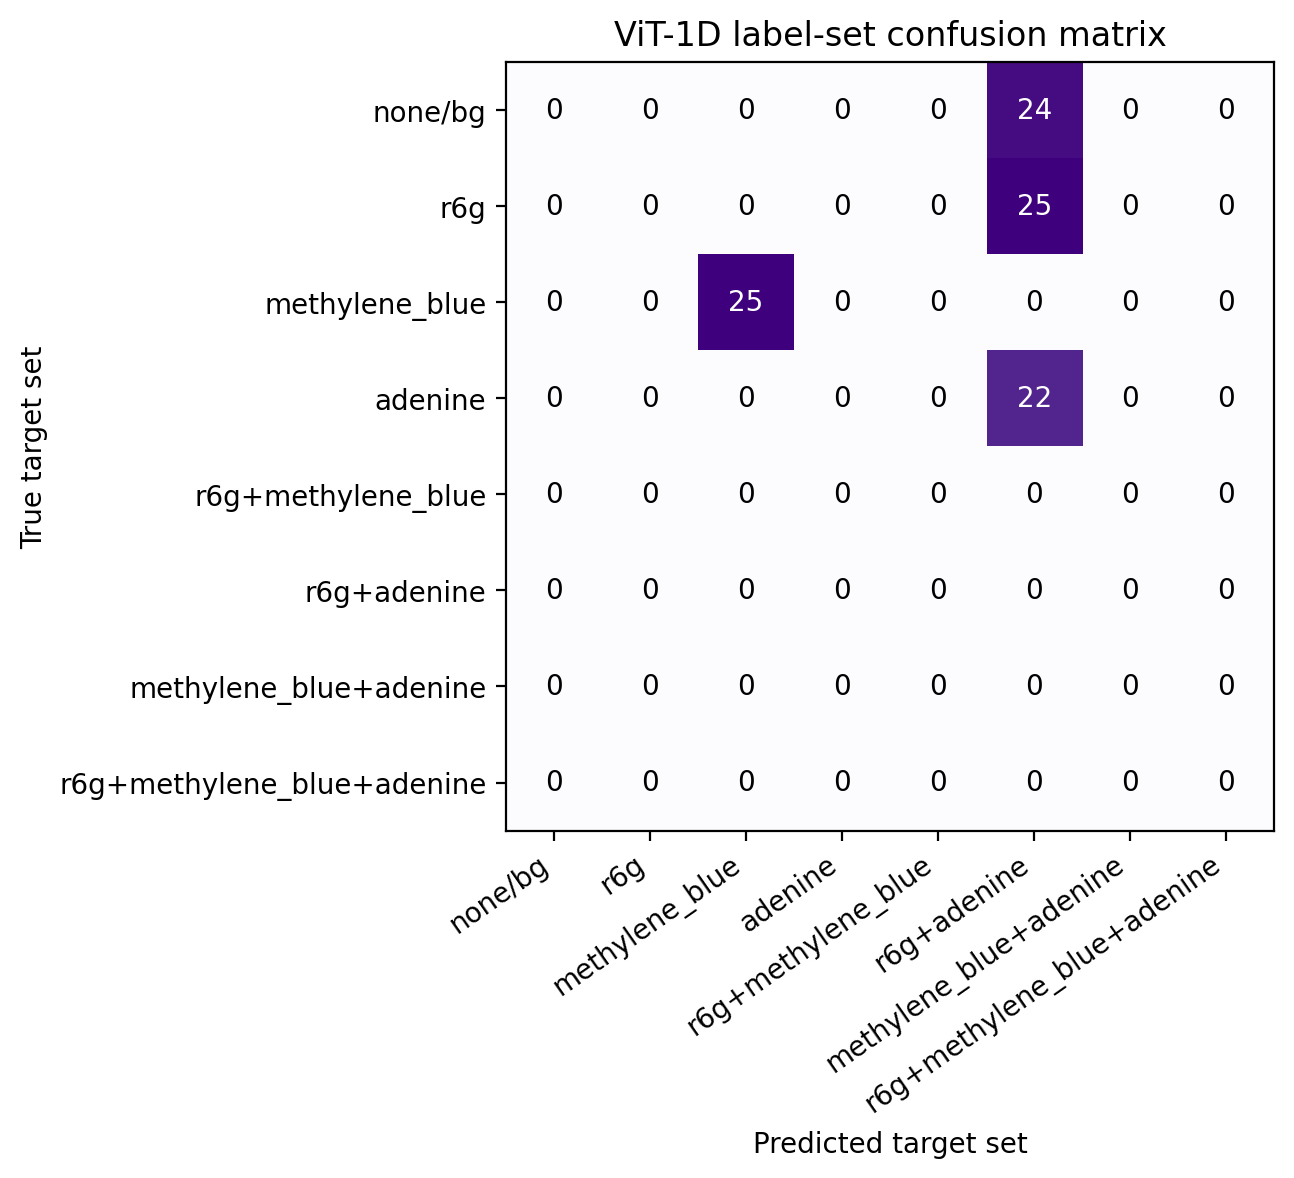 ViT-1D label-set confusion matrix
none/bg 0 0 0 0 0 24 0 0
r6g 0 0 0 0 0 25 0 0
methylene_blue 0 0 25 0 0 0 0 0
adenine 0 0 0 0 0 22 0 0
r6g+methylene_blue 0 0 0 0 0 0 0 0
r6g+adenine 0 0 0 0 0 0 0 0
methylene_blue+adenine 0 0 0 0 0 0 0 0
r6g+methylene_blue+adenine 0 0 0 0 0 0 0 0
True target set
none/bg
r6g
methylene_blue
adenine
r6g+methylene_blue
r6g+adenine
methylene_blue+adenine
r6g+methylene_blue+adenine
Predicted target set